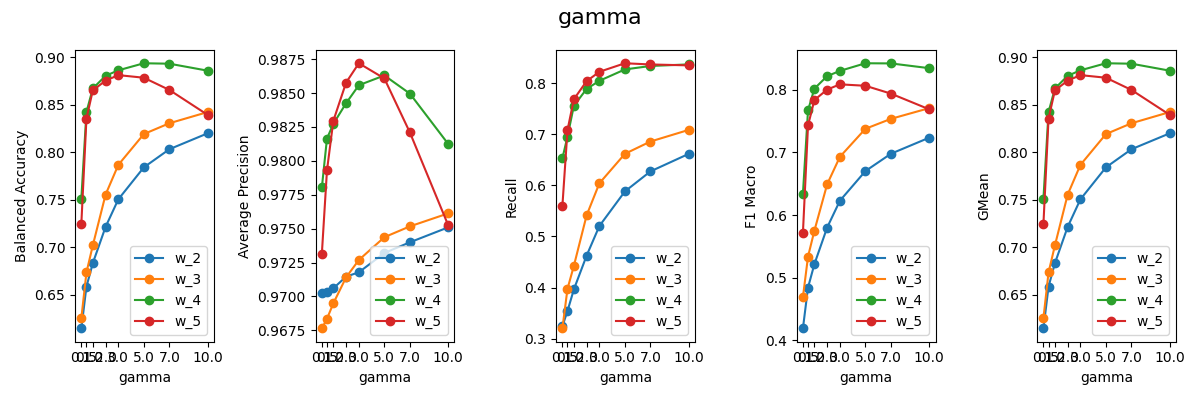 gamma
Balanced Accuracy
0.90
0.85
0.80
0.75
0.70
0.65
w_2
w_3
w_4
w_5
5.0 7.0 10.0
gamma
Average Precision
0.9875
0.9850
0.9825
0.9800
0.9775
0.9750
0.9725
0.9700
0.9675
w_2
w_3
w_4
w_5
5.0 7.0 10.0
gamma
Recall
0.8
0.7
0.6
0.5
0.4
0.3
w_2
w_3
w_4
w_5
5.0 7.0 10.0
gamma
F1 Macro
0.8
0.7
0.6
0.5
0.4
w_2
w_3
w_4
w_5
5.0 7.0 10.0
gamma
GMean
0.90
0.85
0.80
0.75
0.70
0.65
w_2
w_3
w_4
w_5
5.0 7.0 10.0
gamma